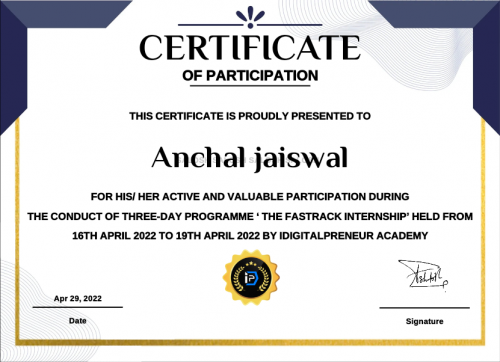 CERTIFICATE
OF PARTICIPATION
THIS CERTIFICATE IS PROUDLY PRESENTED TO
Anchal jaiswal
FOR HIS/ HER ACTIVE AND VALUABLE PARTICIPATION DURING
THE CONDUCT OF THREE-DAY PROGRAMME ‘ THE FASTRACK INTERNSHIP’ HELD FROM
16TH APRIL 2022 TO 19TH APRIL 2022 BY IDIGITALPRENEUR ACADEMY
Apr 29, 2022
Date
Signature